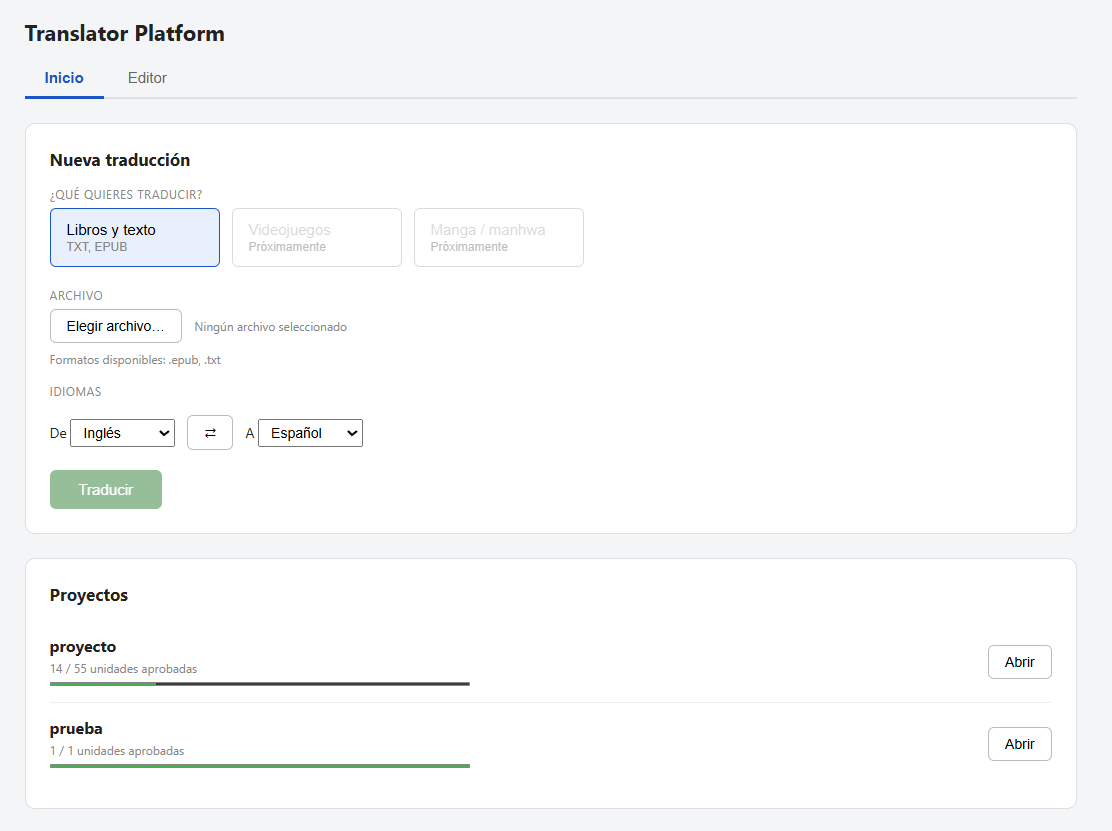 Translator Platform
Inicio Editor
Nueva traducción
¿QUÉ QUIERES TRADUCIR?
Libros y texto
TXT, EPUB
Videojuegos
Próximamente
Manga / manhwa
Próximamente
ARCHIVO
Elegir archivo… Ningún archivo seleccionado
Formatos disponibles: .epub, .txt
IDIOMAS
De Inglés ⇄ A Español
Traducir
Proyectos
proyecto
14 / 55 unidades aprobadas
Abrir
prueba
1 / 1 unidades aprobadas
Abrir